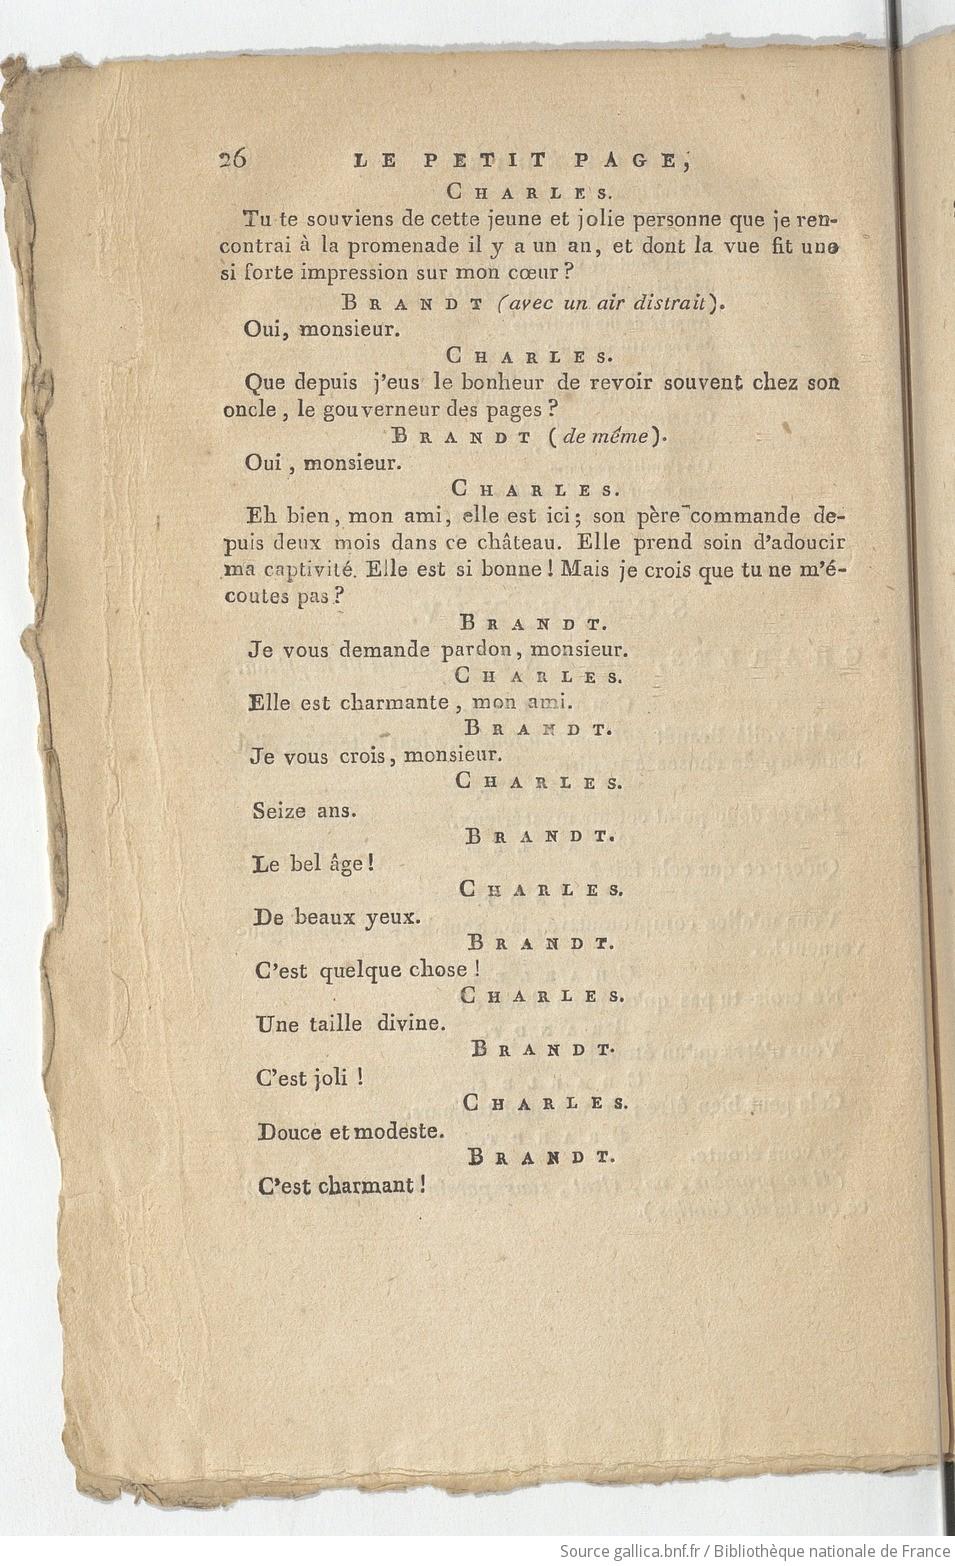 26 LE PETIT PAGE,
CHARLES.
Tu te souviens de cette jeune et jolie personne que je ren-
contrai à la promenade il y a un an, et dont la vue fit une
si forte impression sur mon cœur ?
BRANDT (avec un air distrait).
Oui, monsieur.
CHARLES.
Que depuis j'eus le bonheur de revoir souvent chez son
oncle, le gouverneur des pages ?
BRANDT (de même).
Oui, monsieur.
CHARLES.
Eh bien, mon ami, elle est ici ; son père commande de-
puis deux mois dans ce château. Elle prend soin d'adoucir
ma captivité. Elle est si bonne ! Mais je crois que tu ne m'é-
coutes pas ?
BRANDT.
Je vous demande pardon, monsieur.
CHARLES.
Elle est charmante, mon ami.
BRANDT.
Je vous crois, monsieur.
CHARLES.
Seize ans.
BRANDT.
Le bel âge !
CHARLES.
De beaux yeux.
BRANDT.
C'est quelque chose !
CHARLES.
Une taille divine.
BRANDT.
C'est joli !
CHARLES.
Douce et modeste.
BRANDT.
C'est charmant !
Source gallica.bnf.fr / Bibliothèque nationale de France